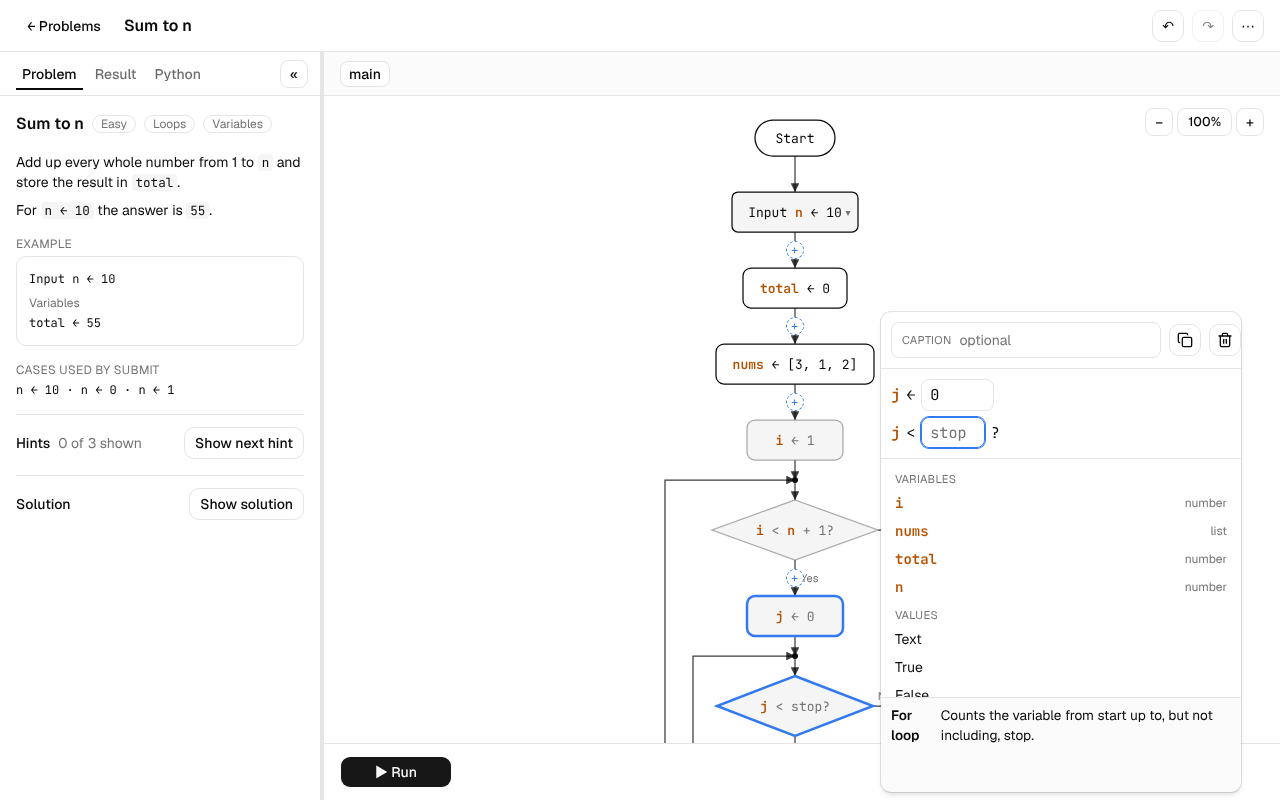 ← Problems
Sum to n
↶
↷
⋯
Problem
Result
Python
«
main
Sum to n
Easy
Loops
Variables
Add up every whole number from 1 to n and
store the result in total.
For n ← 10 the answer is 55.
EXAMPLE
Input n ← 10
Variables
total ← 55
CASES USED BY SUBMIT
n ← 10 · n ← 0 · n ← 1
Hints 0 of 3 shown
Show next hint
Solution
Show solution
−
100%
+
Start
Input n ← 10 ▾
+
total ← 0
+
nums ← [3, 1, 2]
+
i ← 1
i < n + 1?
+
Yes
j ← 0
j < stop?
CAPTION optional
j ← 0
j < stop ?
VARIABLES
i number
nums list
total number
n number
VALUES
Text
True
False
For loop
Counts the variable from start up to, but not
including, stop.
▶ Run